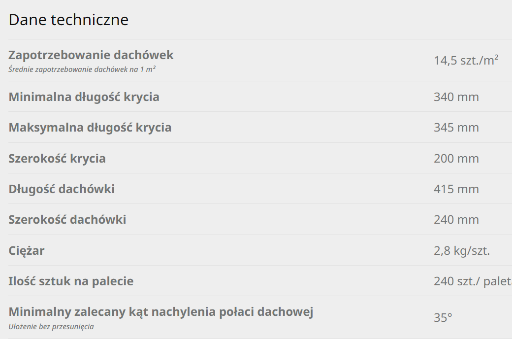 Dane techniczne
Zapotrzebowanie dachówek
Średnie zapotrzebowanie dachówek na 1 m²
14,5 szt./m²
Minimalna długość krycia
340 mm
Maksymalna długość krycia
345 mm
Szerokość krycia
200 mm
Długość dachówki
415 mm
Szerokość dachówki
240 mm
Ciężar
2,8 kg/szt.
Ilość sztuk na palecie
240 szt./ palet
Minimalny zalecany kąt nachylenia połaci dachowej
Ułożenie bez przesunięcia
35°